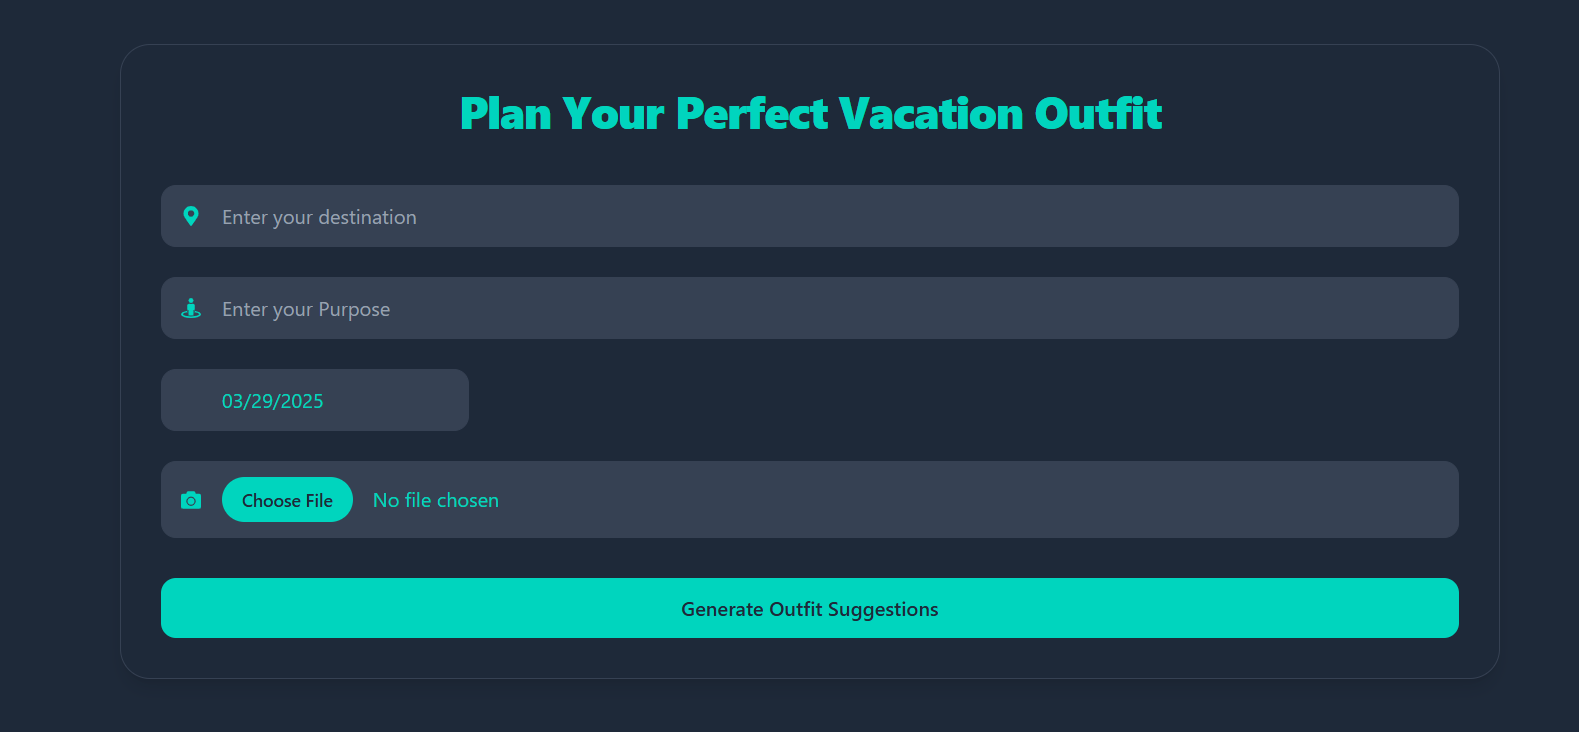 Plan Your Perfect Vacation Outfit
Enter your destination
Enter your Purpose
03/29/2025
Choose File No file chosen
Generate Outfit Suggestions